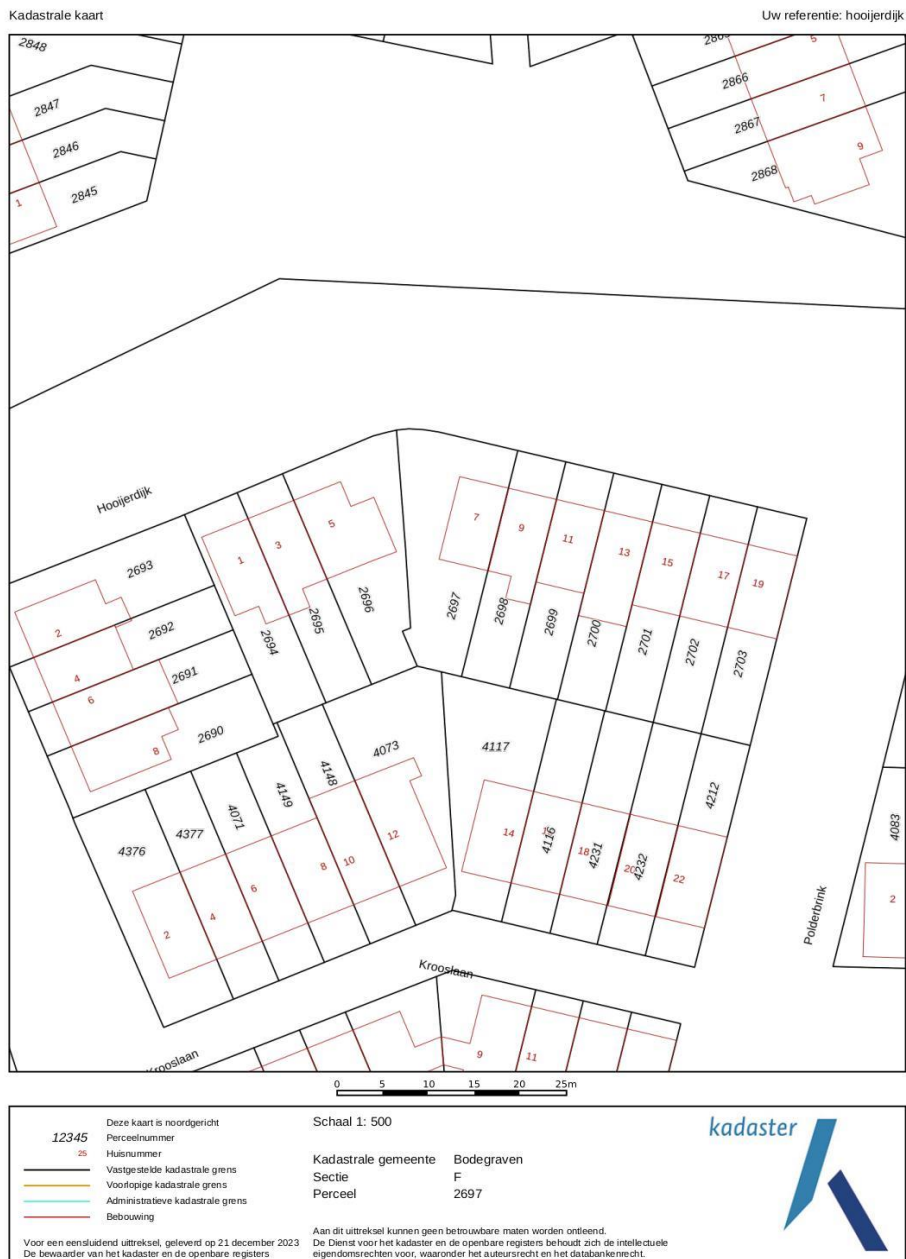 Kadastrale kaart
Uw referentie: hooijerdijk
2848
2847
2846
2845
1
2866
2867
2868
5
7
9
Hooijerdijk
2693
2692
2691
2690
2
4
6
8
1
3
5
2694
2695
2696
7
9
11
13
15
17
19
2697
2698
2699
2700
2701
2702
2703
4376
4377
4071
4149
4148
4073
2
4
6
8
10
12
4117
4116
4231
4232
4212
14
18
20
22
Polderbrink
4083
2
Krooslaan
Krooslaan
9
11
0 5 10 15 20 25m
12345
25
Deze kaart is noordgericht
Perceelnummer
Huisnummer
Vastgestelde kadastrale grens
Voorlopige kadastrale grens
Administratieve kadastrale grens
Bebouwing
Voor een eensluidend uittreksel, geleverd op 21 december 2023
De bewaarder van het kadaster en de openbare registers
Schaal 1: 500
Kadastrale gemeente Bodegraven
Sectie F
Perceel 2697
Aan dit uittreksel kunnen geen betrouwbare maten worden ontleend.
De Dienst voor het kadaster en de openbare registers behoudt zich de intellectuele
eigendomsrechten voor, waaronder het auteursrecht en het databankenrecht.
kadaster